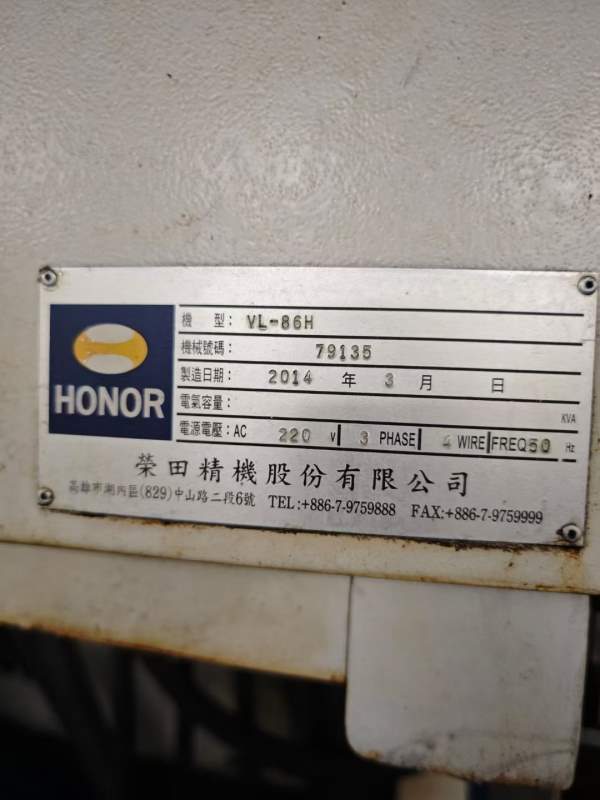 HONOR
機 型: VL-86H
機械號碼: 79135
製造日期: 2014 年 3 月 日
電氣容量: KVA
電源電壓: AC 220 V 3 PHASE 4 WIRE FREQ 50 Hz
榮田精機股份有限公司
高雄市湖內區(829)中山路二段6號 TEL:+886-7-9759888 FAX:+886-7-9759999